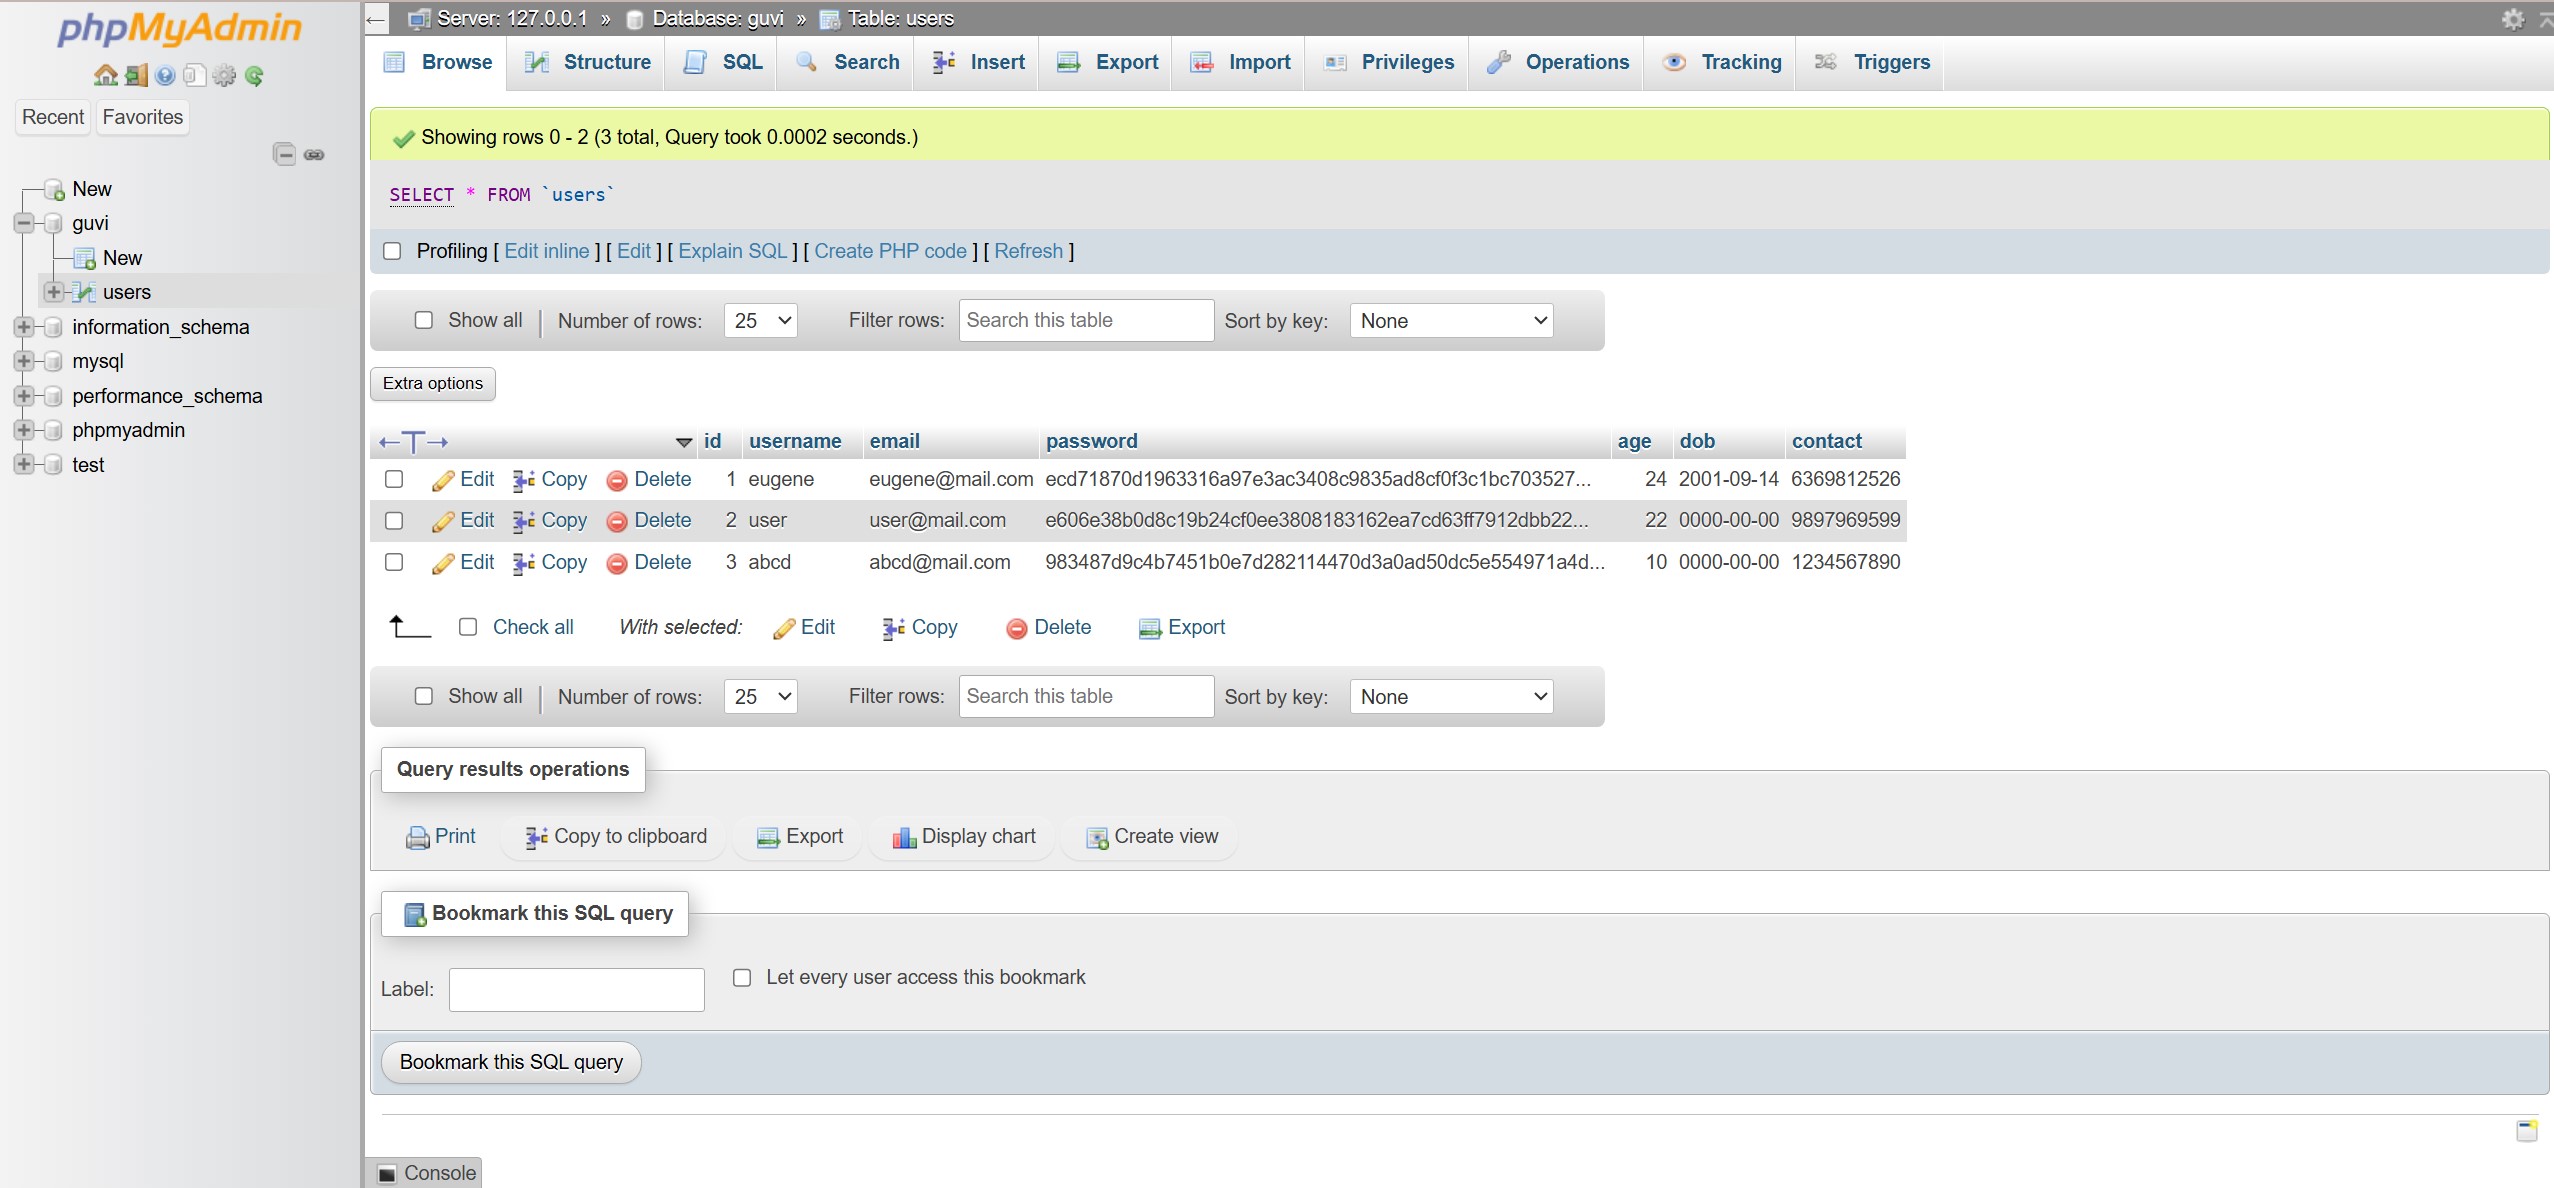 phpMyAdmin
Recent Favorites
New
guvi
New
users
information_schema
mysql
performance_schema
phpmyadmin
test
Server: 127.0.0.1 » Database: guvi » Table: users
Browse Structure SQL Search Insert Export Import Privileges Operations Tracking Triggers
Showing rows 0 - 2 (3 total, Query took 0.0002 seconds.)
SELECT * FROM `users`
Profiling [ Edit inline ] [ Edit ] [ Explain SQL ] [ Create PHP code ] [ Refresh ]
Show all | Number of rows: 25 Filter rows: Search this table Sort by key: None
Extra options
id username email password age dob contact
Edit Copy Delete 1 eugene eugene@mail.com ecd71870d1963316a97e3ac3408c9835ad8cf0f3c1bc703527... 24 2001-09-14 6369812526
Edit Copy Delete 2 user user@mail.com e606e38b0d8c19b24cf0ee3808183162ea7cd63ff7912dbb22... 22 0000-00-00 9897969599
Edit Copy Delete 3 abcd abcd@mail.com 983487d9c4b7451b0e7d282114470d3a0ad50dc5e554971a4d... 10 0000-00-00 1234567890
Check all With selected: Edit Copy Delete Export
Show all | Number of rows: 25 Filter rows: Search this table Sort by key: None
Query results operations
Print Copy to clipboard Export Display chart Create view
Bookmark this SQL query
Label: Let every user access this bookmark
Bookmark this SQL query
Console